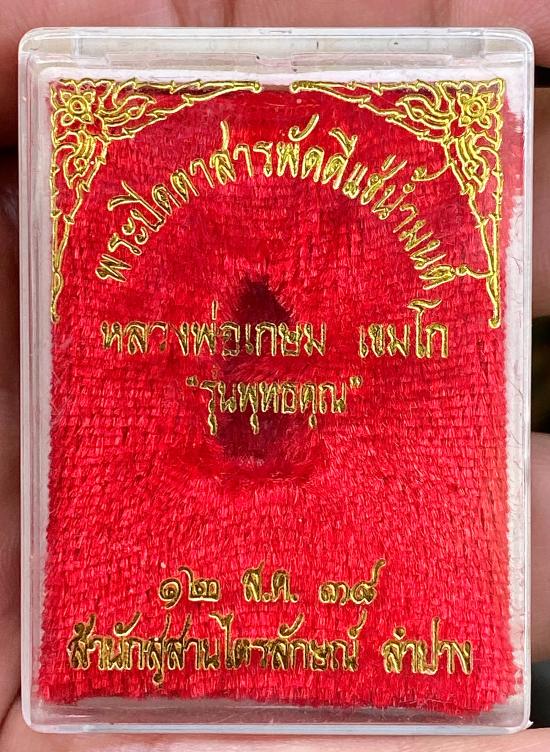 พระปิดตาสารพัดดีแช่น้ำมนต์
หลวงพ่อเกษม เขมโก
"รุ่นพุทธคุณ"
๑๒ ส.ค. ๓๙
สำนักสู่สานไตรลักษณ์ ลำปาง